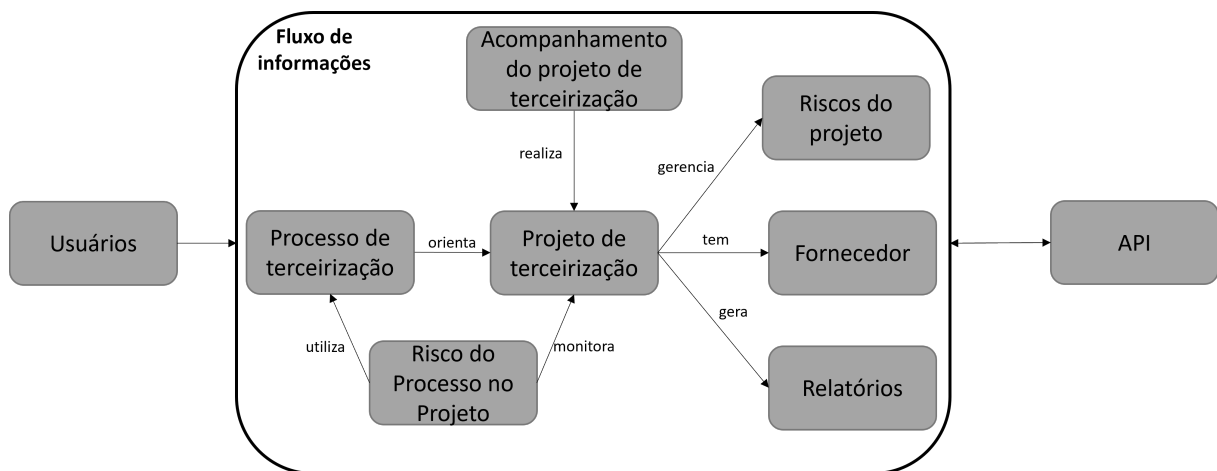 Fluxo de
informações
Acompanhamento
do projeto de
terceirização
Riscos do
projeto
realiza
gerencia
Usuários
Processo de
terceirização
orienta
Projeto de
terceirização
tem
Fornecedor
API
gera
utiliza
Risco do
Processo no
Projeto
monitora
Relatórios